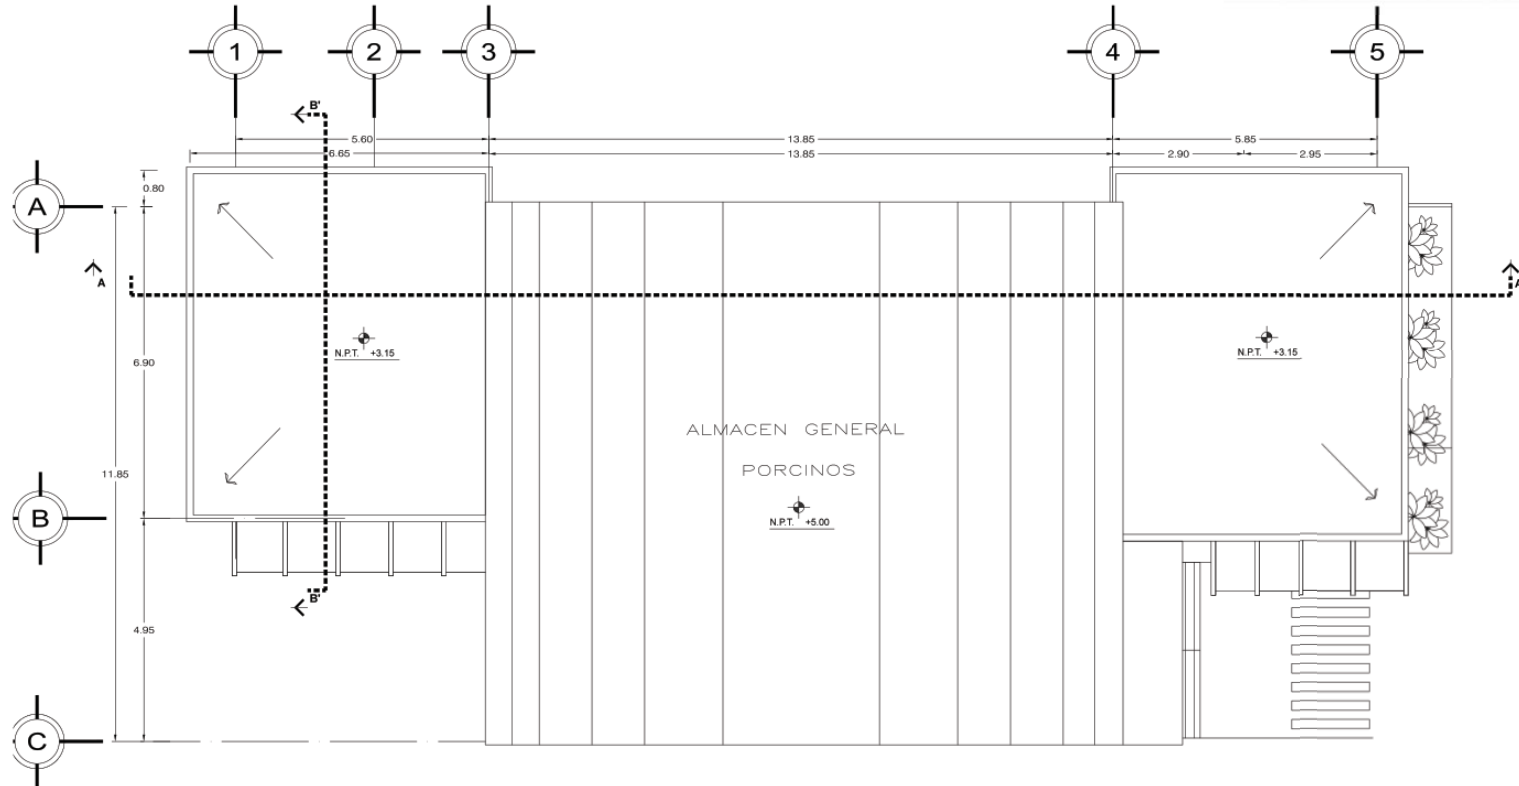 1 2 3 4 5
B'
5.60 13.85 5.85
6.65 13.85 2.90 2.95
0.80
A
A
A
N.P.T. +3.15
N.P.T. +3.15
6.90
ALMACEN GENERAL
PORCINOS
11.85
B
N.P.T. +5.00
B'
4.95
C